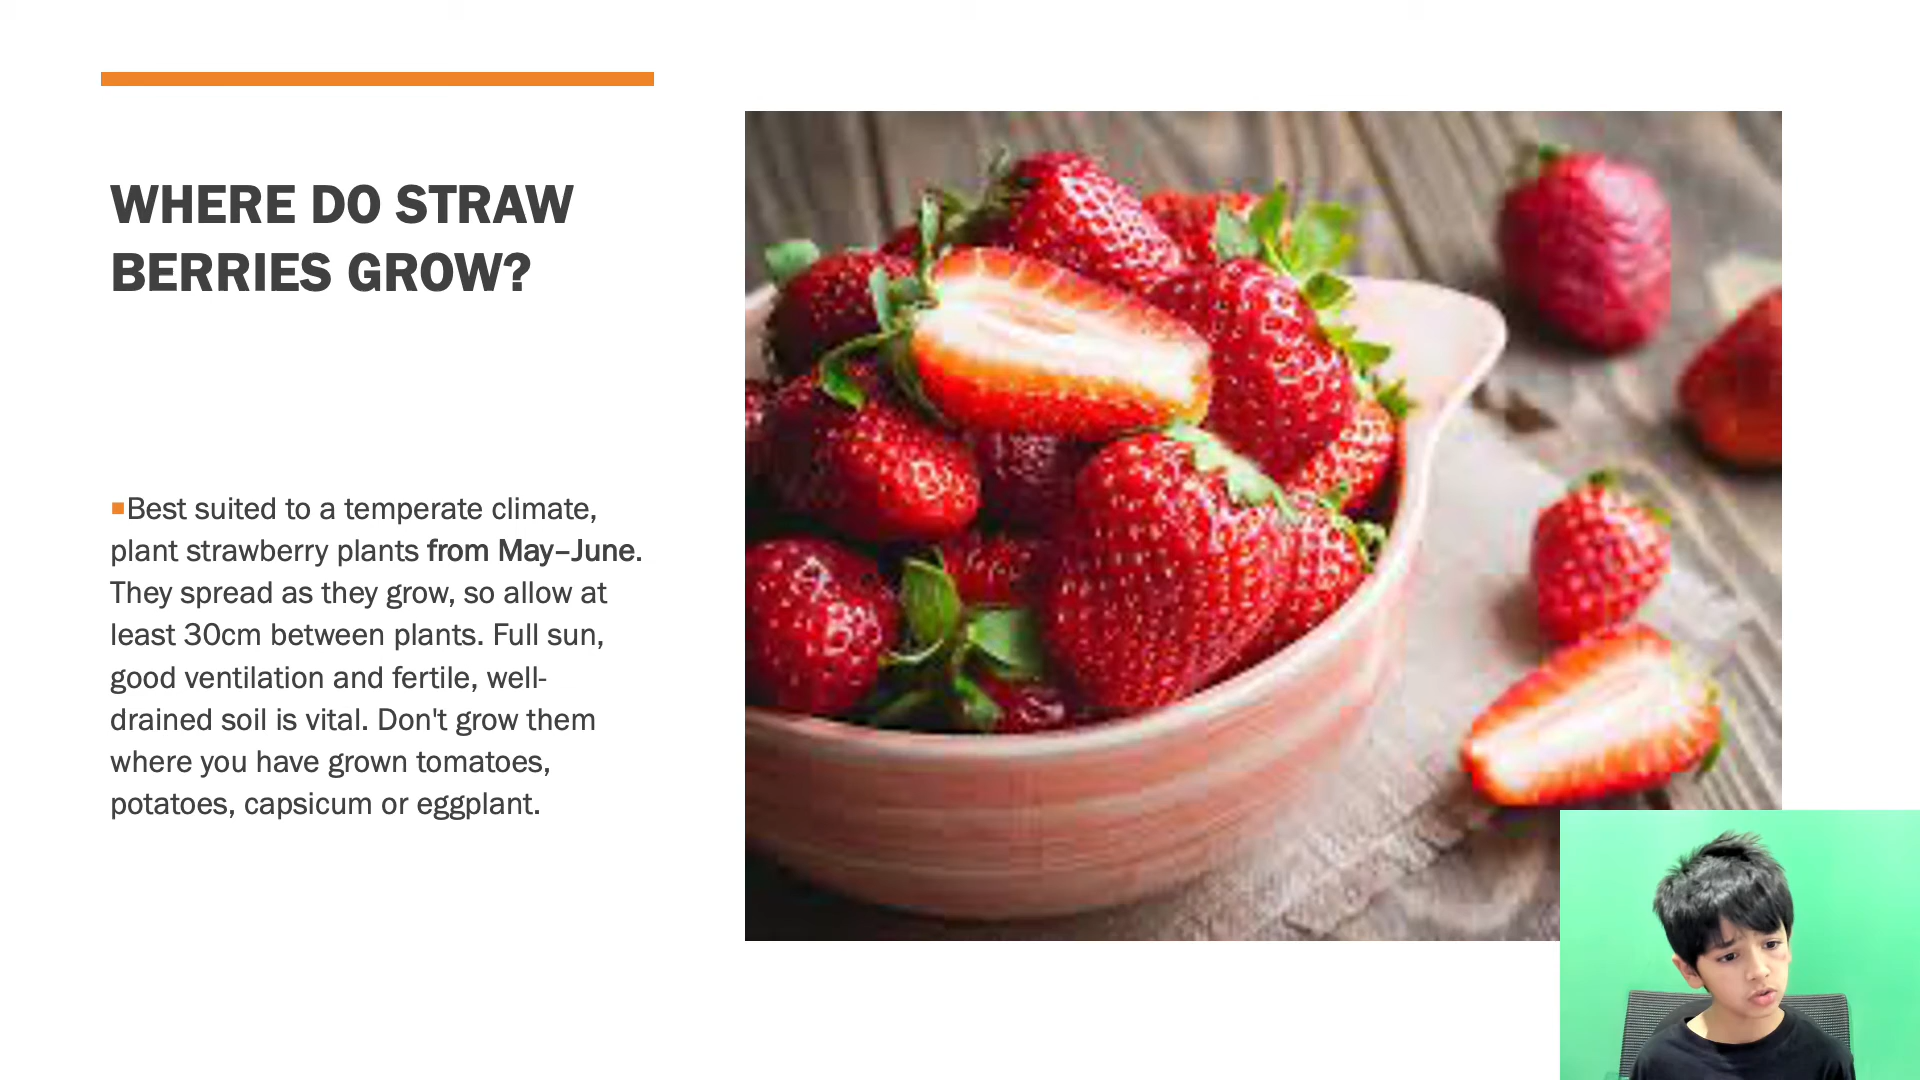 WHERE DO STRAW
BERRIES GROW?
Best suited to a temperate climate,
plant strawberry plants from May–June.
They spread as they grow, so allow at
least 30cm between plants. Full sun,
good ventilation and fertile, well-
drained soil is vital. Don't grow them
where you have grown tomatoes,
potatoes, capsicum or eggplant.